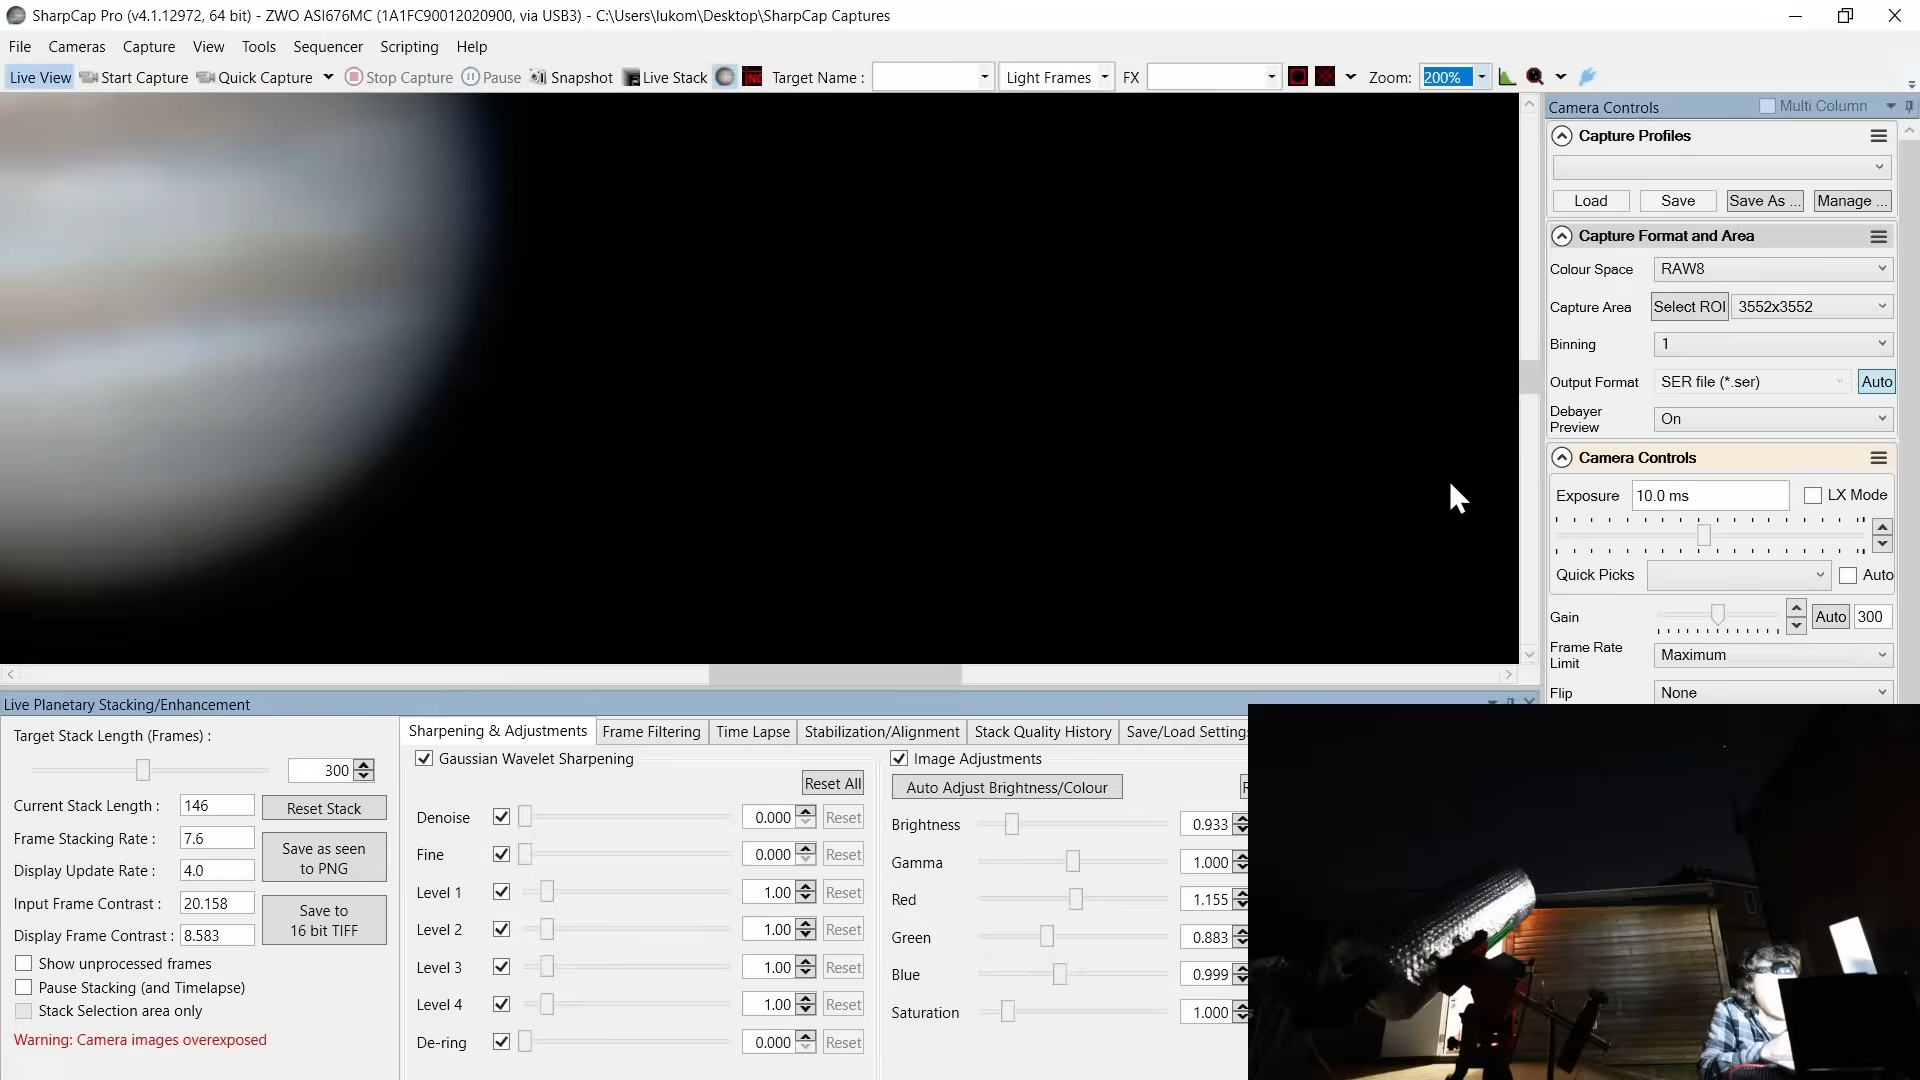 SharpCap Pro (v4.1.12972, 64 bit) - ZWO ASI676MC (1A1FC90012020900, via USB3) - C:\Users\lukom\Desktop\SharpCap Captures
File Cameras Capture View Tools Sequencer Scripting Help
Live View Start Capture Quick Capture Stop Capture Pause Snapshot Live Stack Target Name : Light Frames FX Zoom: 200%
Camera Controls Multi Column
Capture Profiles
Load Save Save As ... Manage ...
Capture Format and Area
Colour Space RAW8
Capture Area Select ROI 3552x3552
Binning 1
Output Format SER file (*.ser) Auto
Debayer
Preview On
Camera Controls
Exposure 10.0 ms LX Mode
Quick Picks Auto
Gain Auto 300
Frame Rate
Limit Maximum
Flip None
Live Planetary Stacking/Enhancement
Target Stack Length (Frames) :
300
Current Stack Length : 146 Reset Stack
Frame Stacking Rate : 7.6
Save as seen
to PNG
Display Update Rate : 4.0
Input Frame Contrast : 20.158
Save to
16 bit TIFF
Display Frame Contrast : 8.583
Show unprocessed frames
Pause Stacking (and Timelapse)
Stack Selection area only
Warning: Camera images overexposed
Sharpening & Adjustments Frame Filtering Time Lapse Stabilization/Alignment Stack Quality History Save/Load Settings
Gaussian Wavelet Sharpening
Reset All
Denoise 0.000 Reset
Fine 0.000 Reset
Level 1 1.00 Reset
Level 2 1.00 Reset
Level 3 1.00 Reset
Level 4 1.00 Reset
De-ring 0.000 Reset
Image Adjustments
Auto Adjust Brightness/Colour
Brightness 0.933
Gamma 1.000
Red 1.155
Green 0.883
Blue 0.999
Saturation 1.000